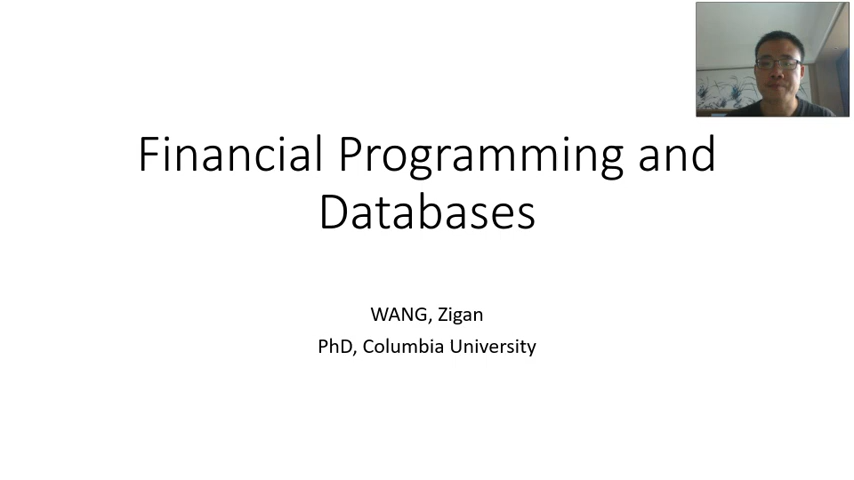 Financial Programming and
Databases
WANG, Zigan
PhD, Columbia University